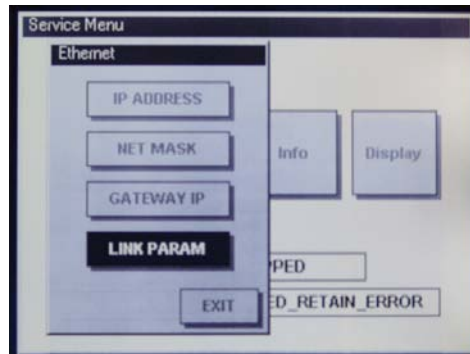 Service Menu
Ethernet
IP ADDRESS
NET MASK
GATEWAY IP
LINK PARAM
EXIT
Info
Display
PPED
ED_RETAIN_ERROR